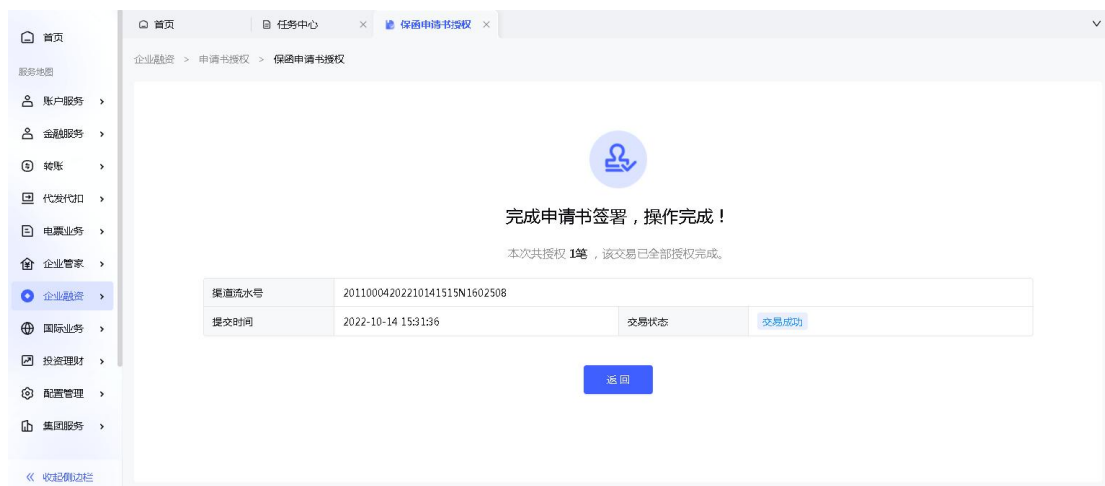 首页
任务中心 ×
保函申请书授权 ×
首页
服务地图
账户服务
金融服务
转账
代发代扣
电票业务
企业管家
企业融资
国际业务
投资理财
配置管理
集团服务
收起侧边栏
企业融资 > 申请书授权 > 保函申请书授权
完成申请书签署，操作完成！
本次共授权 1笔 ，该交易已全部授权完成。
渠道流水号 20110004202210141515N1602508
提交时间 2022-10-14 15:31:36 交易状态 交易成功
返回